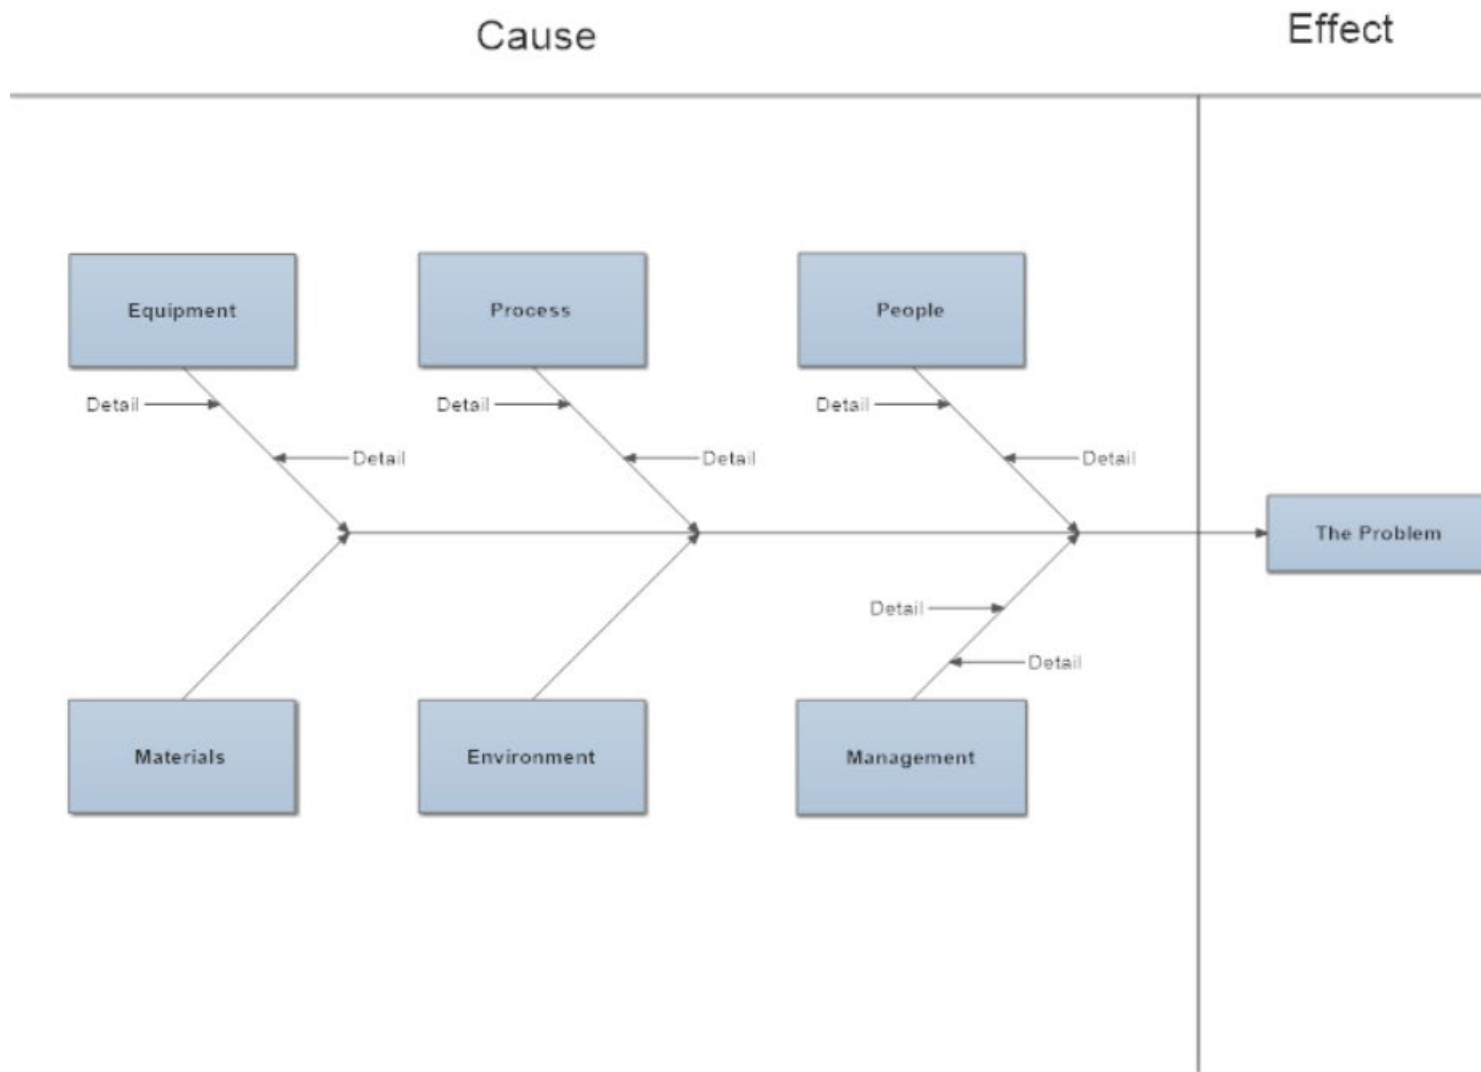 Cause
Effect
Equipment
Process
People
Detail
Detail
Detail
Detail
Detail
Detail
The Problem
Detail
Detail
Materials
Environment
Management